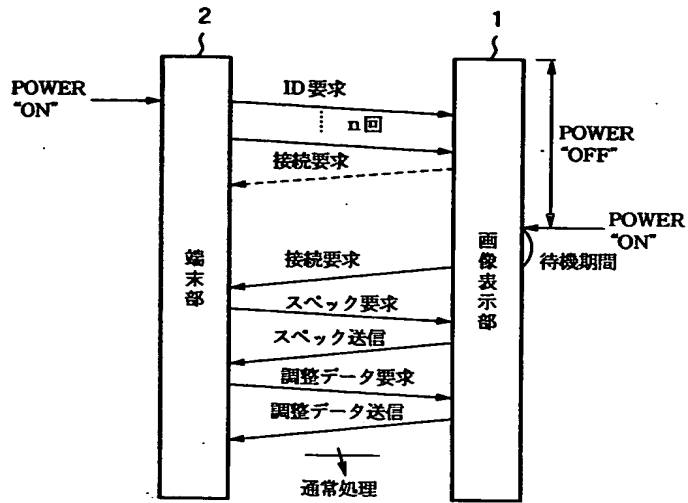 2
1
POWER
"ON"
ID要求
n回
接続要求
POWER
"OFF"
POWER
"ON"
待機期間
端末部
画像表示部
接続要求
スペック要求
スペック送信
調整データ要求
調整データ送信
通常処理